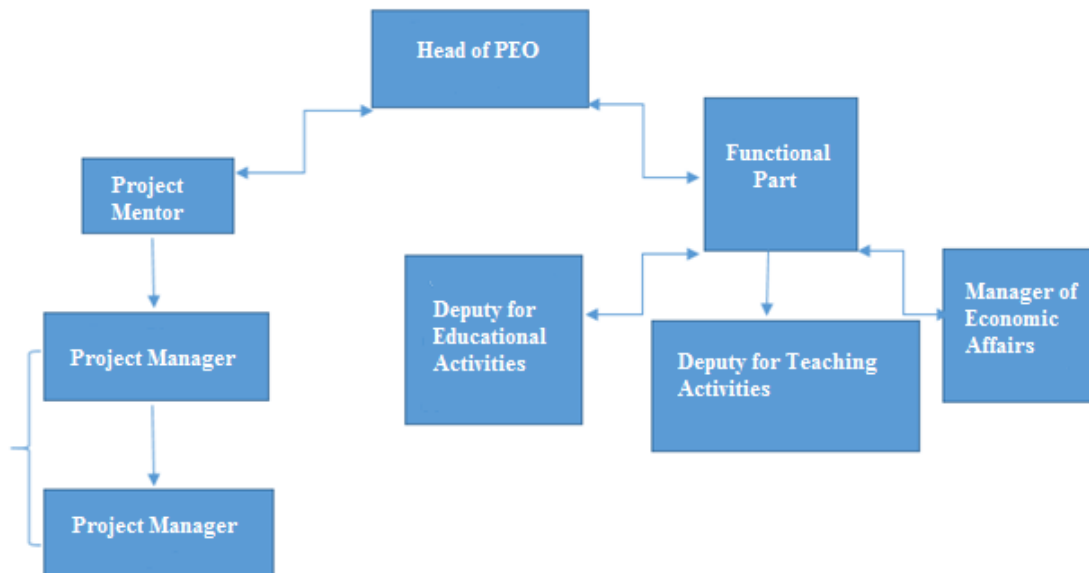 Head of PEO
Functional
Part
Project
Mentor
Deputy for
Educational
Activities
Manager of
Economic
Affairs
Project Manager
Deputy for Teaching
Activities
Project Manager